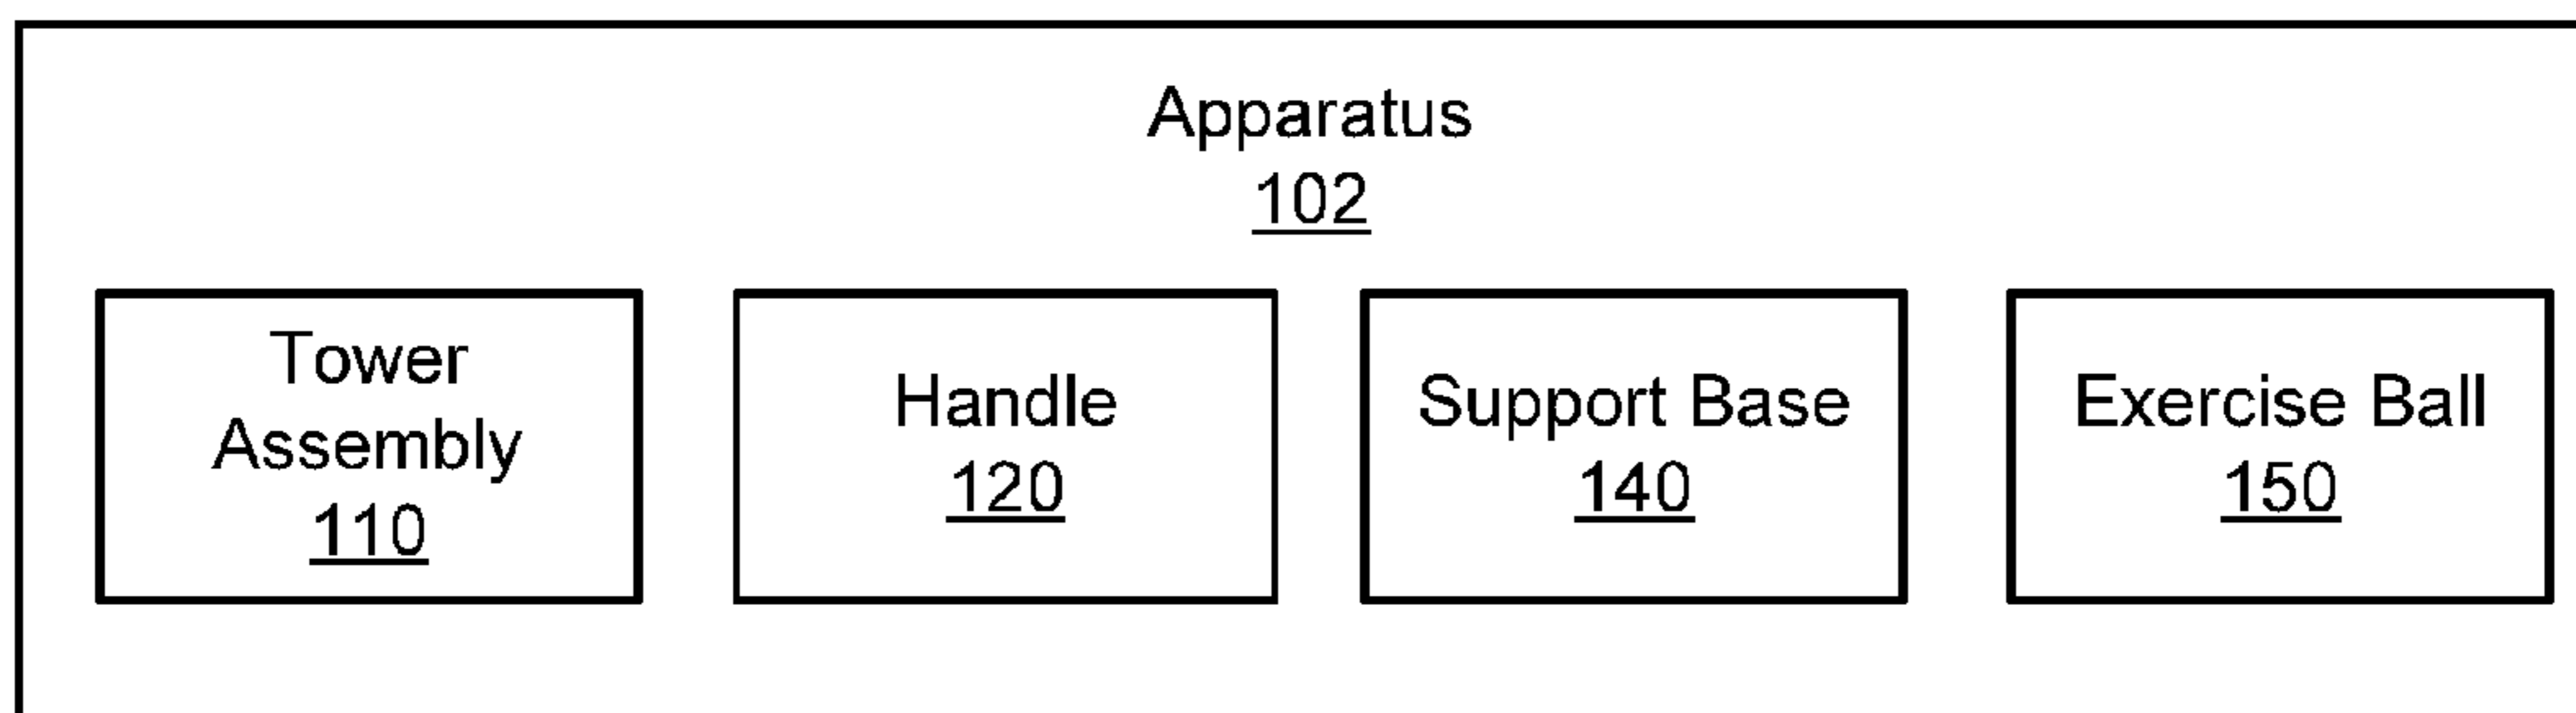 Apparatus
102
Tower
Assembly
110
Handle
120
Support Base
140
Exercise Ball
150